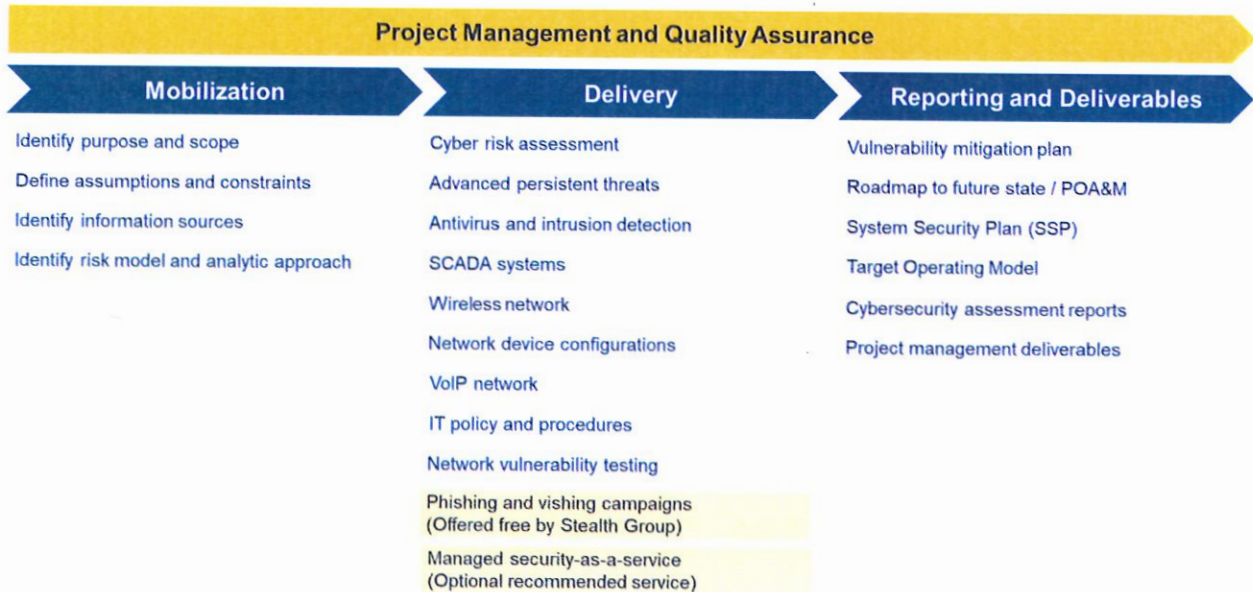 Project Management and Quality Assurance
Mobilization
Identify purpose and scope
Define assumptions and constraints
Identify information sources
Identify risk model and analytic approach
Delivery
Cyber risk assessment
Advanced persistent threats
Antivirus and intrusion detection
SCADA systems
Wireless network
Network device configurations
VoIP network
IT policy and procedures
Network vulnerability testing
Phishing and vishing campaigns
(Offered free by Stealth Group)
Managed security-as-a-service
(Optional recommended service)
Reporting and Deliverables
Vulnerability mitigation plan
Roadmap to future state / POA&M
System Security Plan (SSP)
Target Operating Model
Cybersecurity assessment reports
Project management deliverables